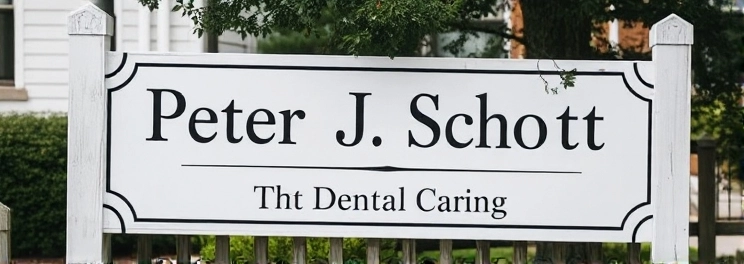 Peter J. Schott
Tht Dental Caring